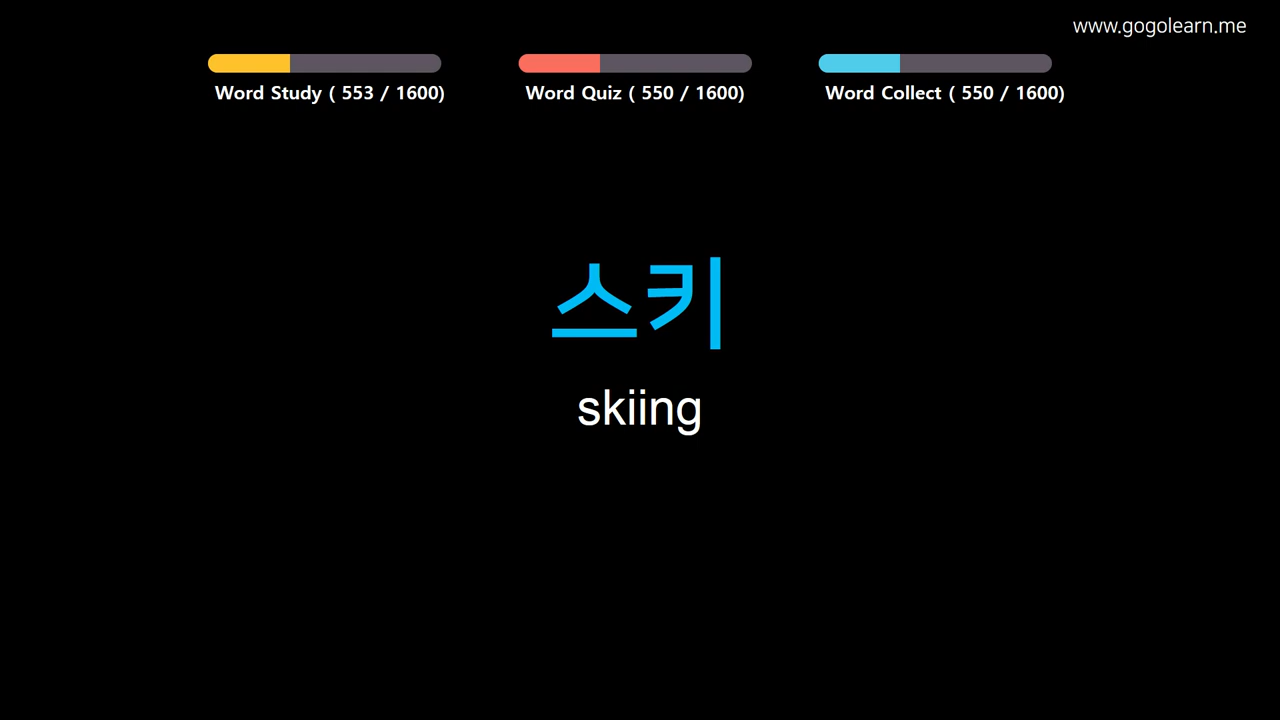 www.gogolearn.me
Word Study ( 553 / 1600)
Word Quiz ( 550 / 1600)
Word Collect ( 550 / 1600)
스키
skiing